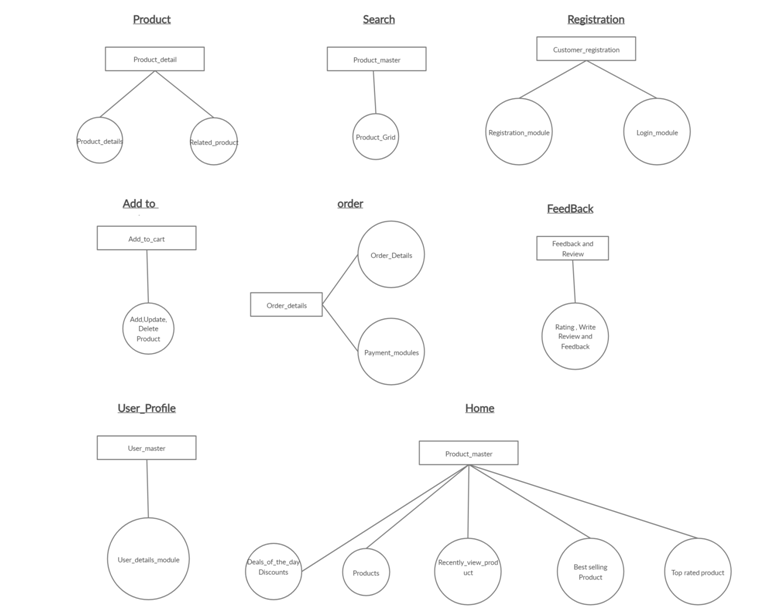 Product
Search
Registration
Product_detail
Product_master
Customer_registration
Product_details
Related_product
Product_Grid
Registration_module
Login_module
Add to
order
FeedBack
Add_to_cart
Feedback and
Review
Order_Details
Order_details
Add,Update,
Delete
Product
Payment_modules
Rating , Write
Review and
Feedback
User_Profile
Home
User_master
Product_master
User_details_module
Deals_of_the_day
Discounts
Products
Recently_view_prod
uct
Best selling
Product
Top rated product